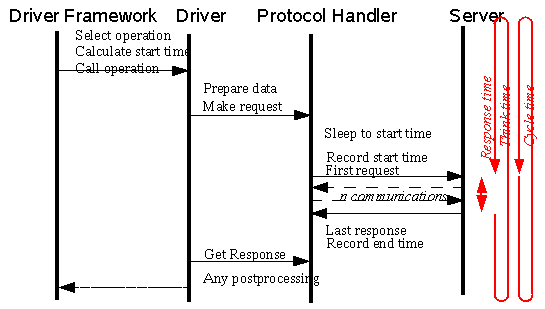 Driver Framework Driver Protocol Handler Server
Select operation
Calculate start time
Call operation
Prepare data
Make request
Sleep to start time
Record start time
First request
n communications
Last response
Record end time
Get Response
Any postprocessing
Response time
Think time
Cycle time